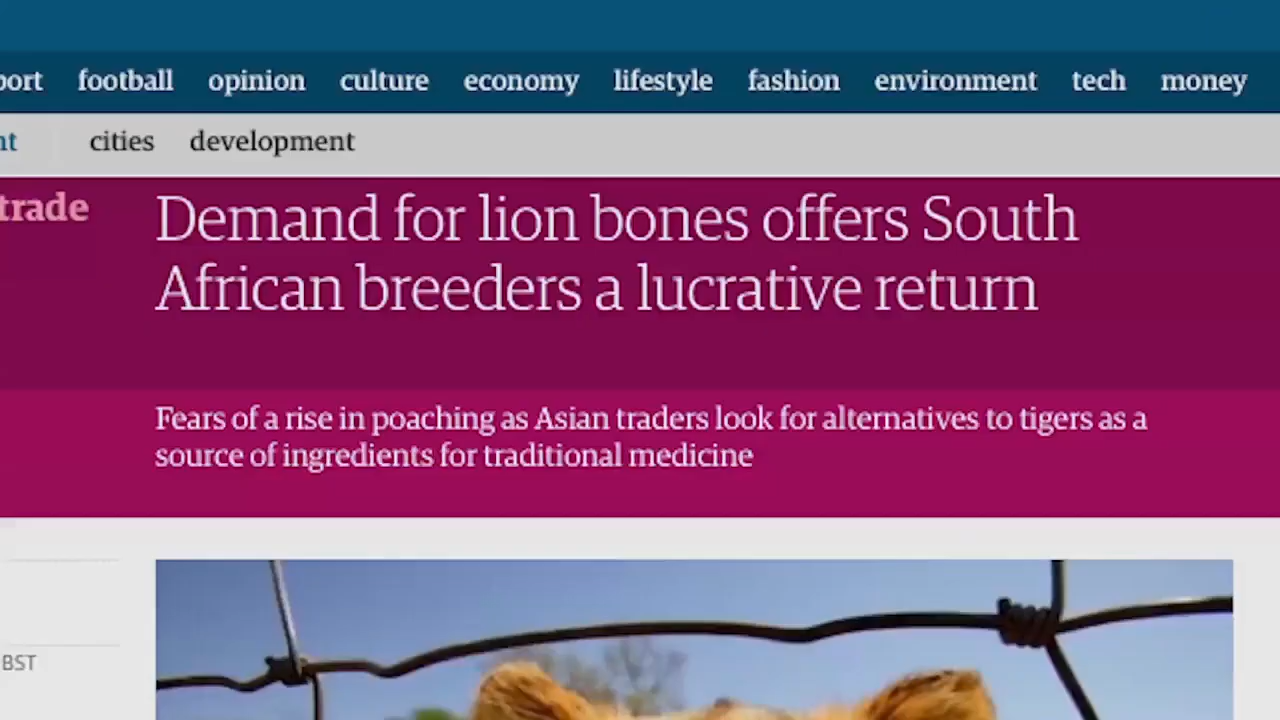 football opinion culture economy lifestyle fashion environment tech money
cities development
trade
Demand for lion bones offers South
African breeders a lucrative return
Fears of a rise in poaching as Asian traders look for alternatives to tigers as a
source of ingredients for traditional medicine
BST